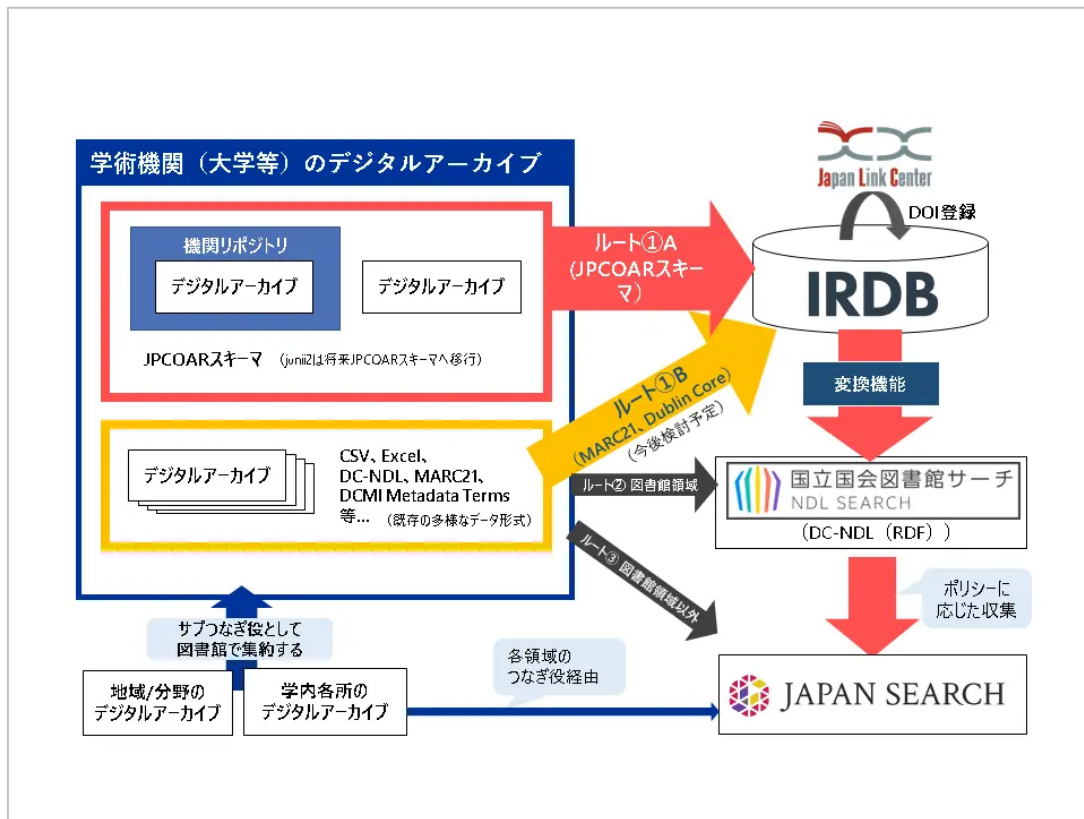 学術機関（大学等）のデジタルアーカイブ
機関リポジトリ
デジタルアーカイブ
デジタルアーカイブ
JPCOARスキーマ （junii2は将来JPCOARスキーマへ移行）
デジタルアーカイブ
CSV、Excel、
DC-NDL、MARC21、
DCMI Metadata Terms
等… （既存の多様なデータ形式）
ルート①A
(JPCOARスキー
マ）
ルート①B
(MARC21、Dublin Core)
(今後検討予定)
ルート② 図書館領域
ルート③ 図書館領域以外
Japan Link Center
DOI登録
IRDB
変換機能
国立国会図書館サーチ
NDL SEARCH
（DC-NDL（RDF））
ポリシーに
応じた収集
JAPAN SEARCH
サブつなぎ役として
図書館で集約する
地域/分野の
デジタルアーカイブ
学内各所の
デジタルアーカイブ
各領域の
つなぎ役経由